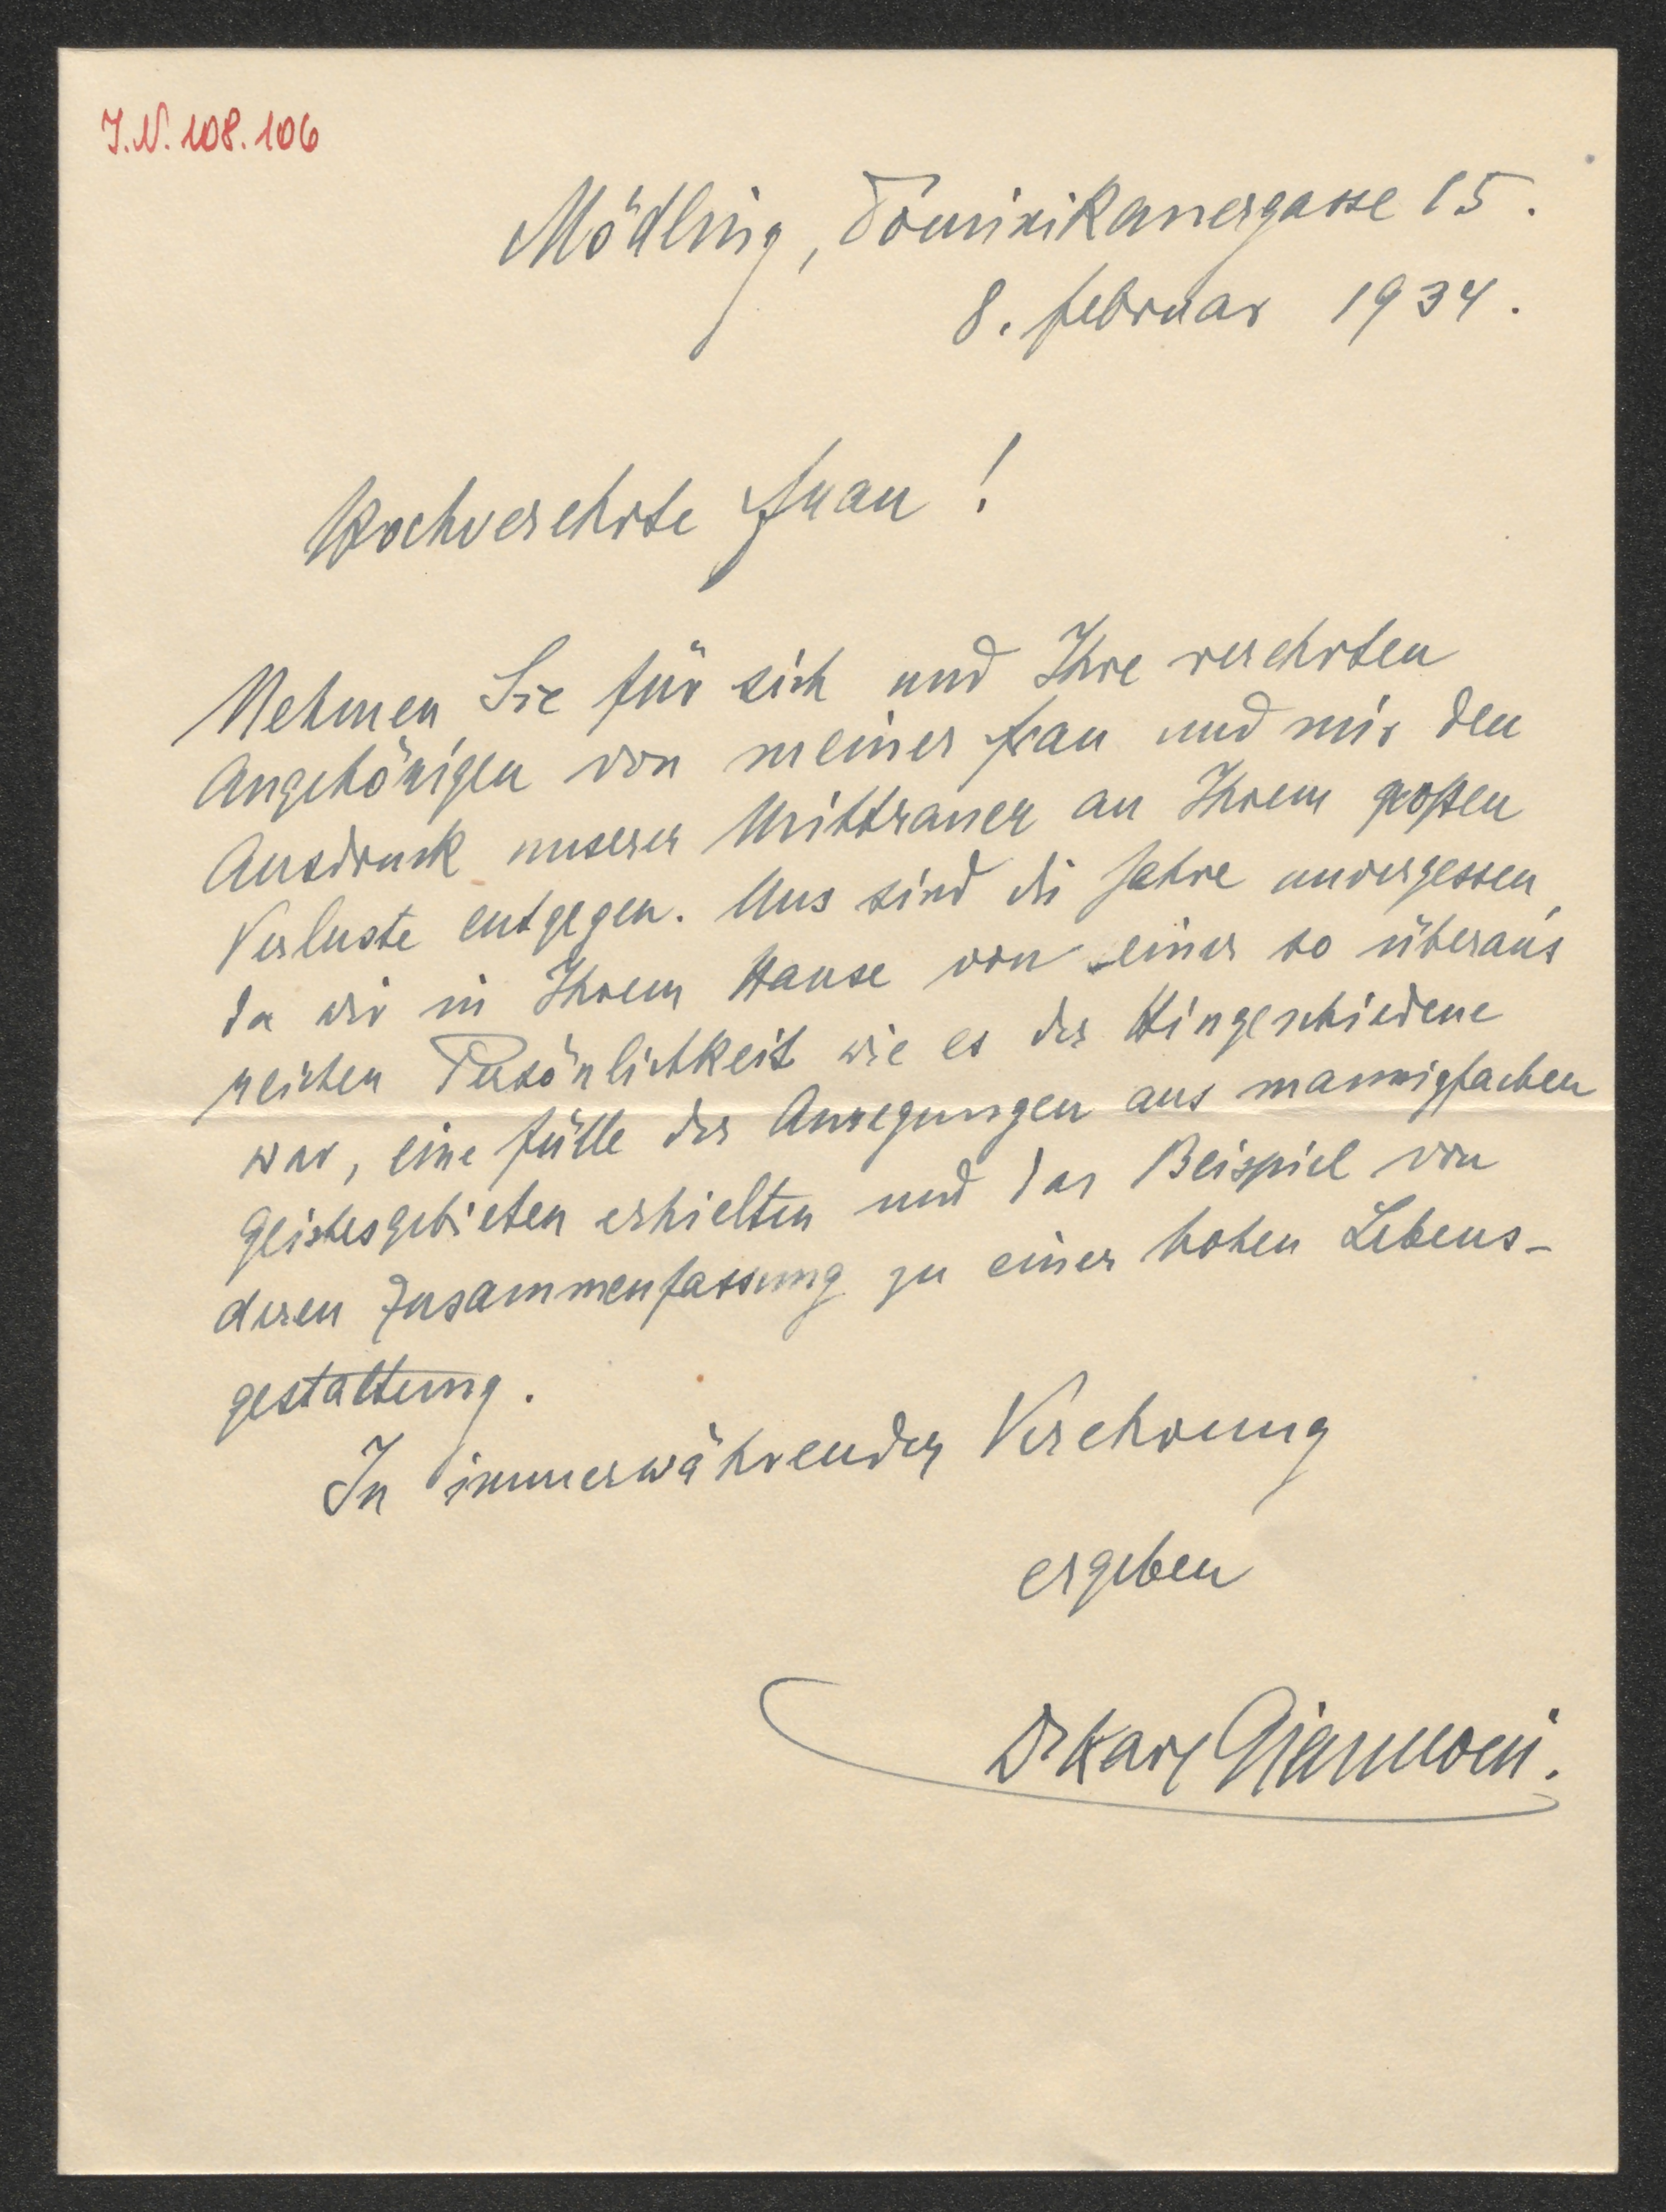 J.N. 108.106
Mödling, Dominikanergasse 15.
8. Februar 1934.
Hochverehrte Frau!
Nehmen Sie für sich und Ihre verehrten
Angehörigen von meiner Frau und mir den
Ausdruck unserer Mittrauer an Ihrem großen
Verluste entgegen. Uns sind die Jahre unvergessen,
da wir in Ihrem Hause von einer so überaus
reichen Persönlichkeit wie es der Hingeschiedene
war, eine Fülle der Anregungen aus mannigfachen
Geistesgebieten erhielten und das Beispiel von
deren Zusammenfassung zu einer hohen Lebens-
gestaltung.
In immerwährender Verehrung
ergeben
Dr Karl Giannoni.